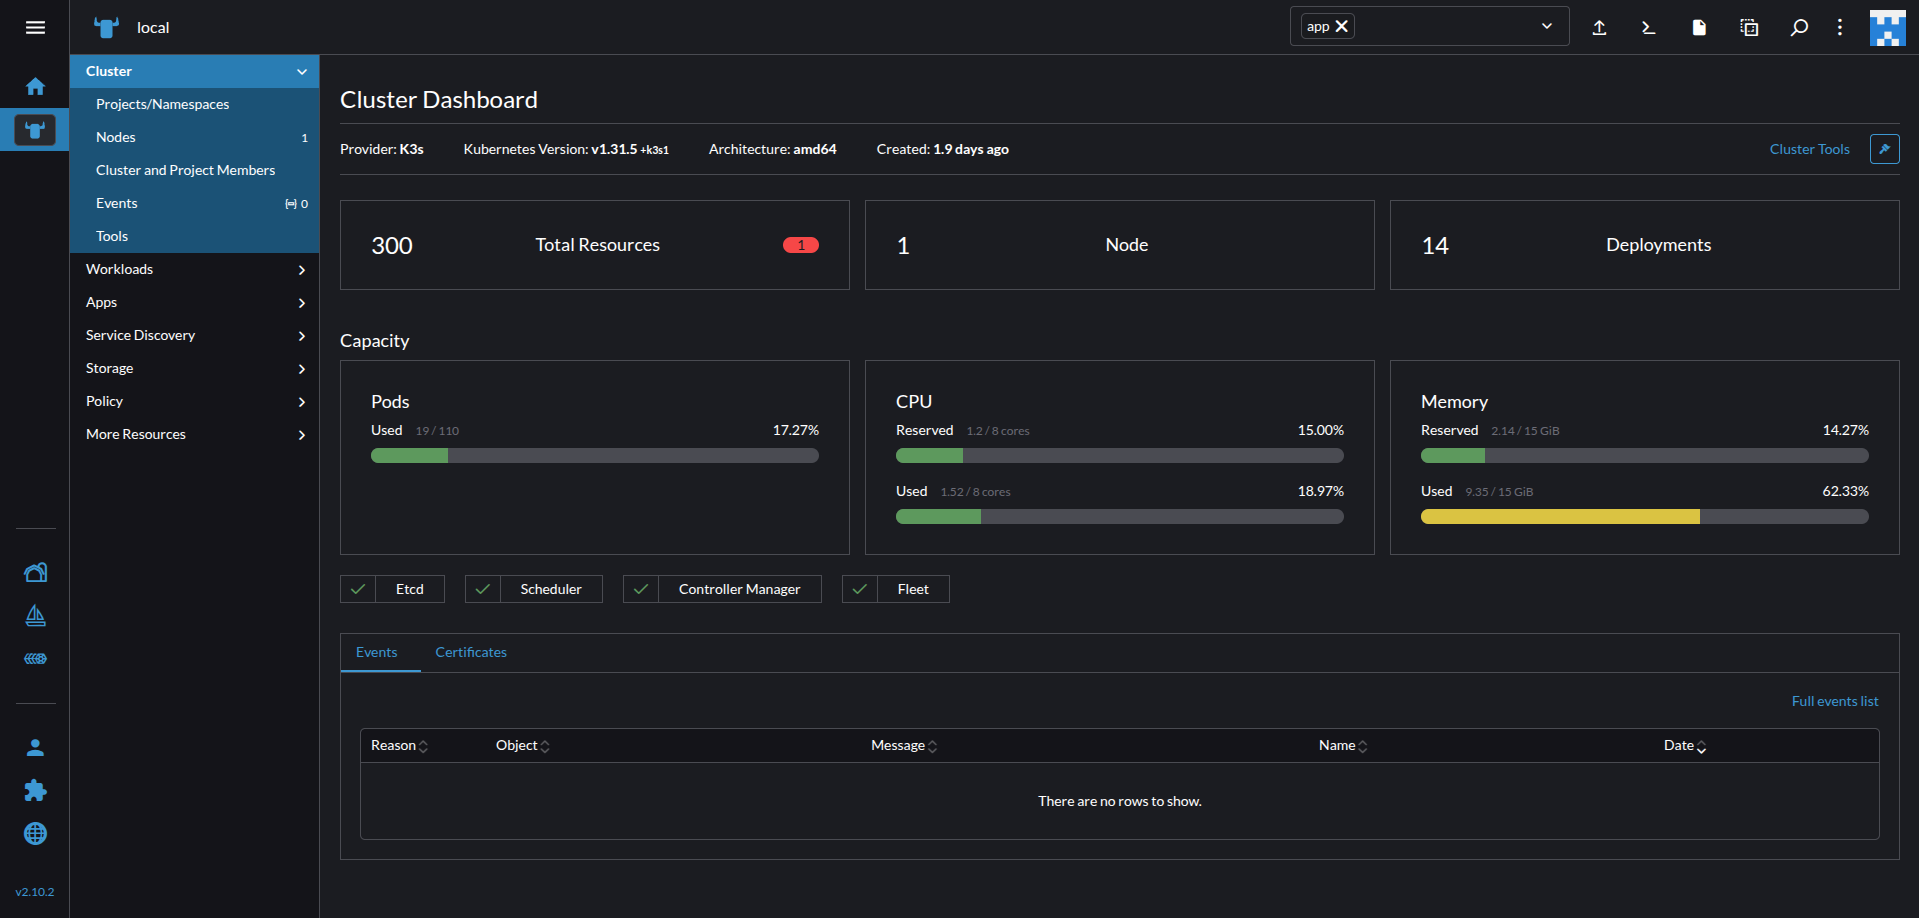 local
app
Cluster
Projects/Namespaces
Nodes 1
Cluster and Project Members
Events 0
Tools
Workloads
Apps
Service Discovery
Storage
Policy
More Resources
v2.10.2
Cluster Dashboard
Provider: K3s Kubernetes Version: v1.31.5 +k3s1 Architecture: amd64 Created: 1.9 days ago Cluster Tools
300 Total Resources 1
1 Node
14 Deployments
Capacity
Pods
Used 19 / 110 17.27%
CPU
Reserved 1.2 / 8 cores 15.00%
Used 1.52 / 8 cores 18.97%
Memory
Reserved 2.14 / 15 GiB 14.27%
Used 9.35 / 15 GiB 62.33%
Etcd Scheduler Controller Manager Fleet
Events Certificates
Full events list
Reason Object Message Name Date
There are no rows to show.